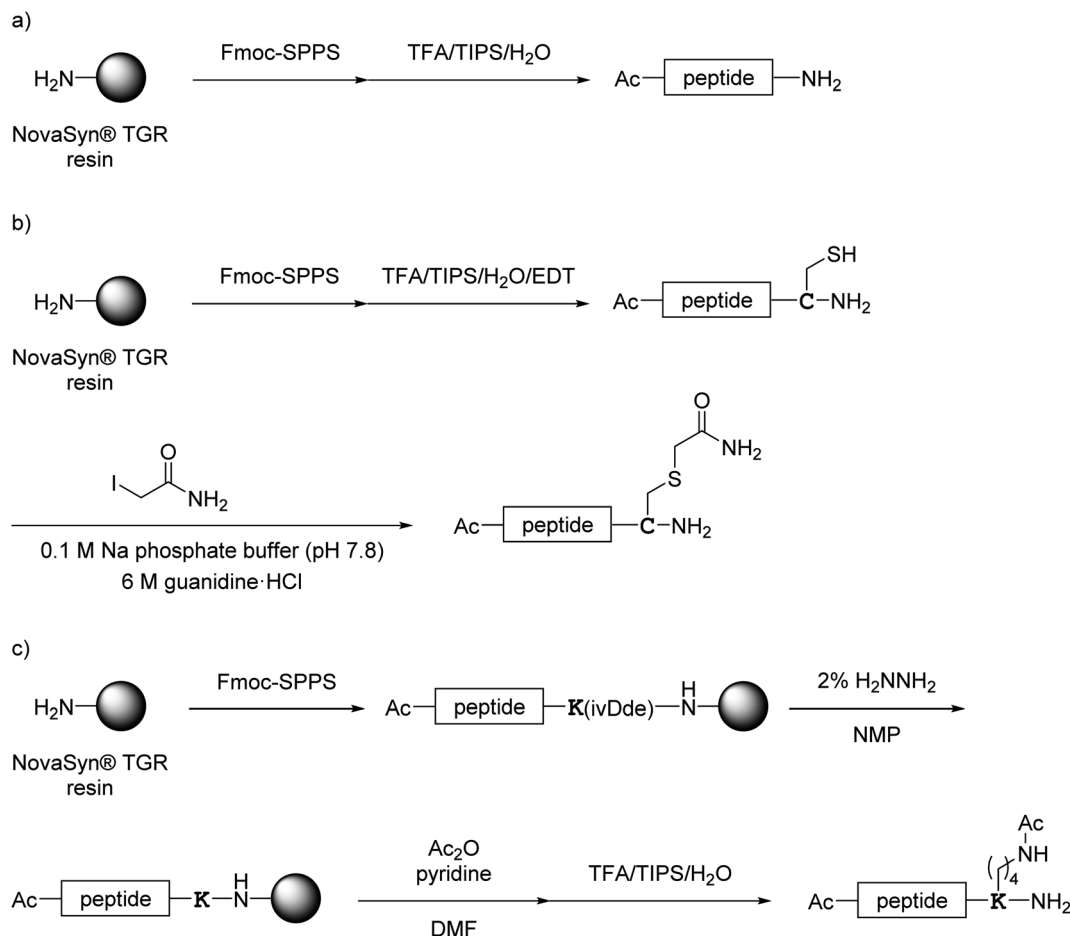 a)
Fmoc-SPPS TFA/TIPS/H₂O
H₂N Ac peptide NH₂
NovaSyn® TGR
resin
b)
SH
Fmoc-SPPS TFA/TIPS/H₂O/EDT
H₂N Ac peptide C NH₂
NovaSyn® TGR
resin
O
NH₂
O
I S
NH₂
Ac peptide C NH₂
0.1 M Na phosphate buffer (pH 7.8)
6 M guanidine·HCl
c)
Fmoc-SPPS 2% H₂NNH₂
H
H₂N Ac peptide K(ivDde) N
NMP
NovaSyn® TGR
resin
Ac
Ac₂O NH
H pyridine TFA/TIPS/H₂O ( )₄
Ac peptide K N Ac peptide K NH₂
DMF